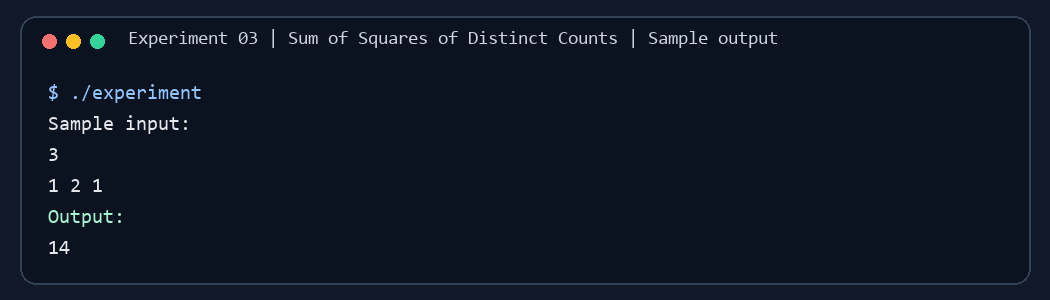 Experiment 03 | Sum of Squares of Distinct Counts | Sample output
$ ./experiment
Sample input:
3
1 2 1
Output:
14